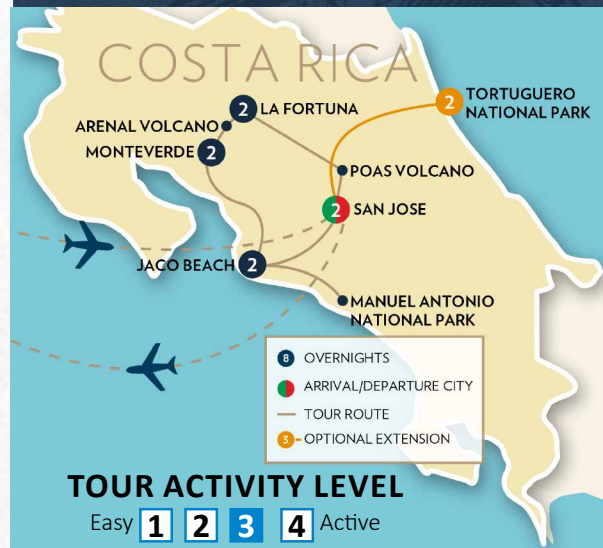 COSTA RICA
2 LA FORTUNA
2 TORTUGUERO
NATIONAL PARK
ARENAL VOLCANO
MONTEVERDE 2
POAS VOLCANO
2 SAN JOSE
JACO BEACH 2
MANUEL ANTONIO
NATIONAL PARK
8 OVERNIGHTS
ARRIVAL/DEPARTURE CITY
TOUR ROUTE
3 OPTIONAL EXTENSION
TOUR ACTIVITY LEVEL
Easy 1 2 3 4 Active